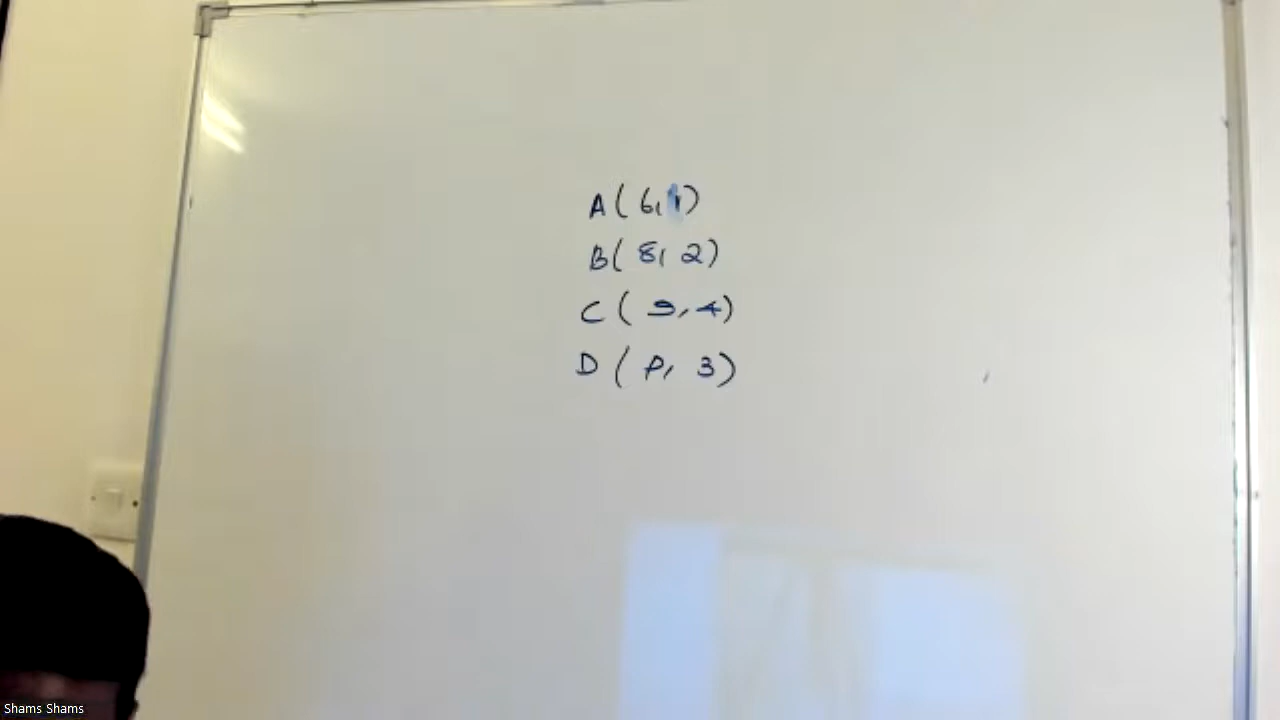 A ( 6, 1 )
B ( 8, 2 )
C ( 9, 4 )
D ( P, 3 )
Shams Shams